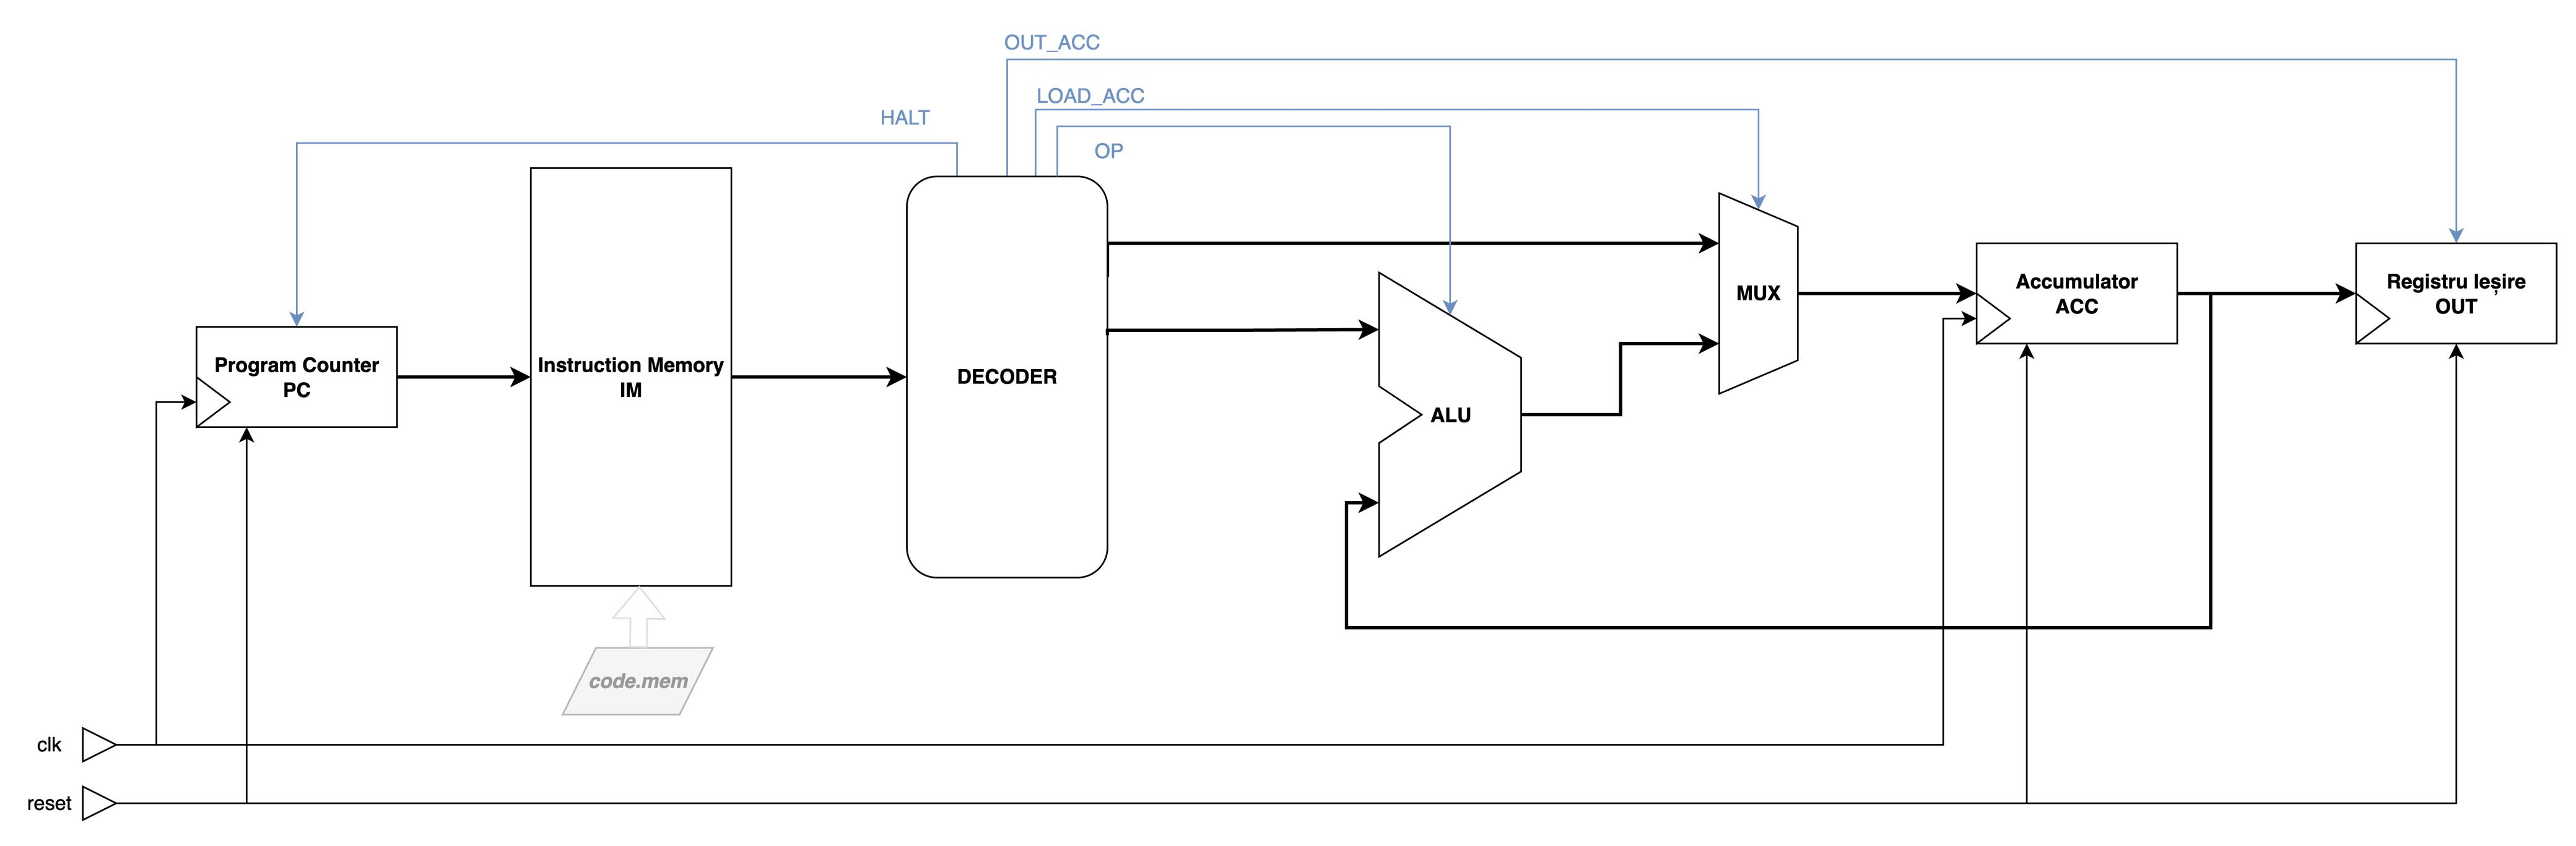 OUT_ACC
LOAD_ACC
HALT
OP
Program Counter
PC
Instruction Memory
IM
DECODER
ALU
MUX
Accumulator
ACC
Registru Ieșire
OUT
code.mem
clk
reset